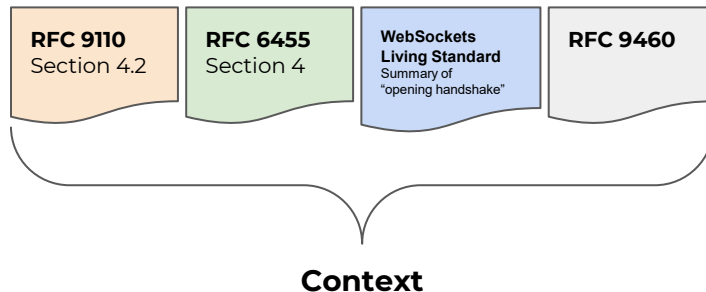 RFC 9110
Section 4.2
RFC 6455
Section 4
WebSockets
Living Standard
Summary of
“opening handshake”
RFC 9460
Context